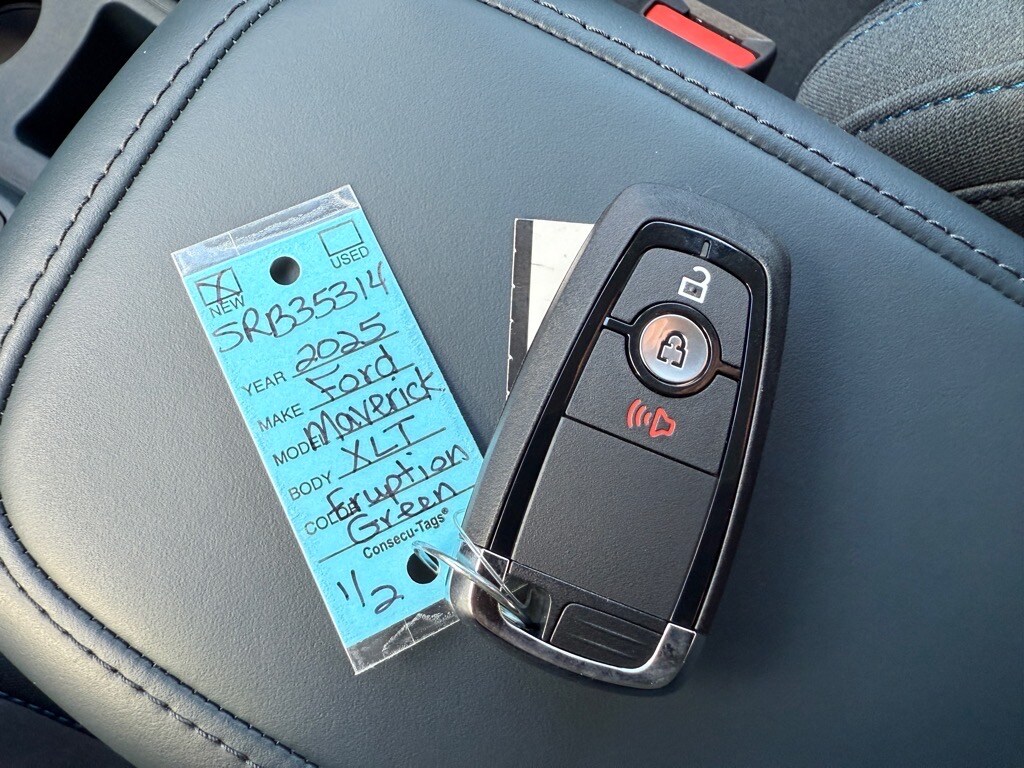 USED
NEW
SRB35314
YEAR 2025
MAKE Ford
MODEL Maverick
BODY XLT
COLOR Eruption
Green
Consecu-Tags®
1/2